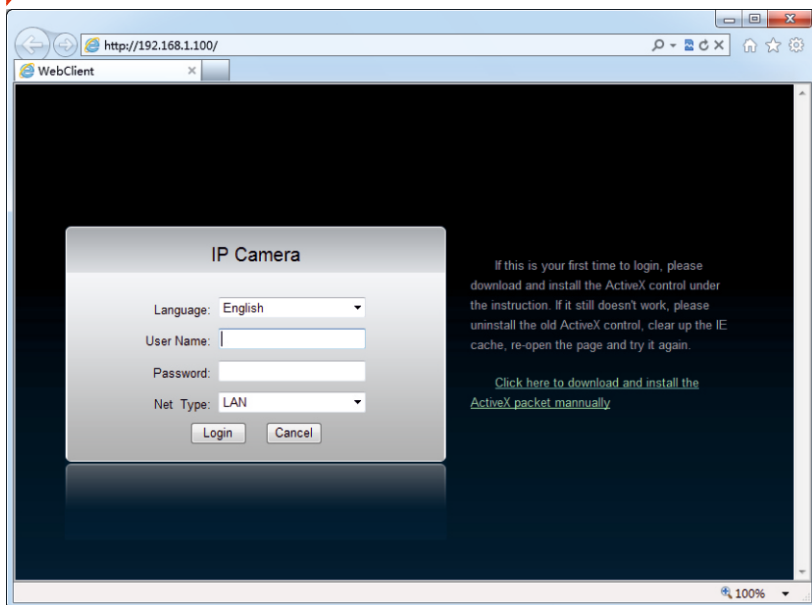 http://192.168.1.100/
WebClient
IP Camera
Language: English
User Name:
Password:
Net Type: LAN
Login Cancel
If this is your first time to login, please
download and install the ActiveX control under
the instruction. If it still doesn't work, please
uninstall the old ActiveX control, clear up the IE
cache, re-open the page and try it again.
Click here to download and install the
ActiveX packet mannually
100%